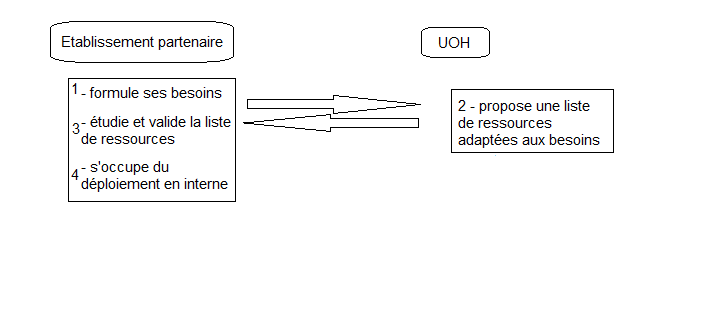 Etablissement partenaire
UOH
1 - formule ses besoins
3 - étudie et valide la liste
de ressources
4 - s'occupe du
déploiement en interne
2 - propose une liste
de ressources
adaptées aux besoins